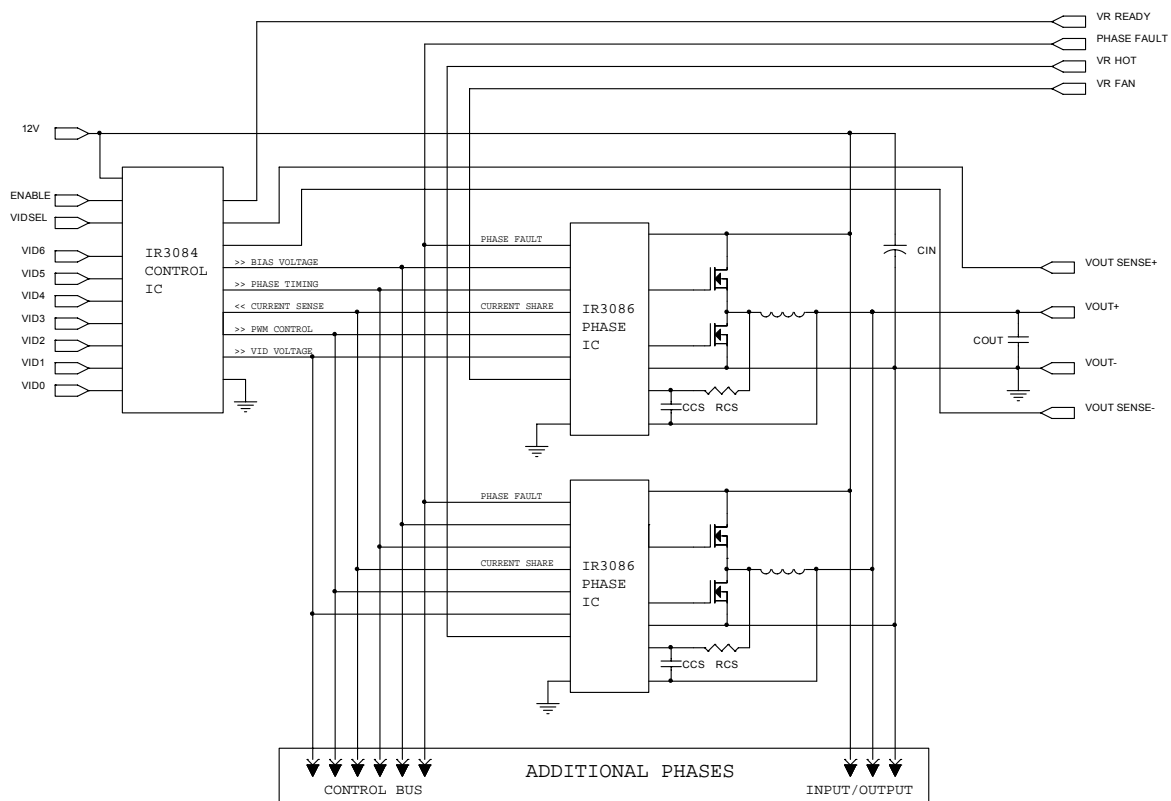 VR READY
PHASE FAULT
VR HOT
VR FAN
12V
ENABLE
VIDSEL
VID6
VID5
VID4
VID3
VID2
VID1
VID0
IR3084
CONTROL
IC
>> BIAS VOLTAGE
>> PHASE TIMING
<< CURRENT SENSE
>> PWM CONTROL
>> VID VOLTAGE
PHASE FAULT
CURRENT SHARE
IR3086
PHASE
IC
CCS
RCS
CIN
COUT
VOUT SENSE+
VOUT+
VOUT-
VOUT SENSE-
PHASE FAULT
CURRENT SHARE
IR3086
PHASE
IC
CCS
RCS
ADDITIONAL PHASES
CONTROL BUS
INPUT/OUTPUT